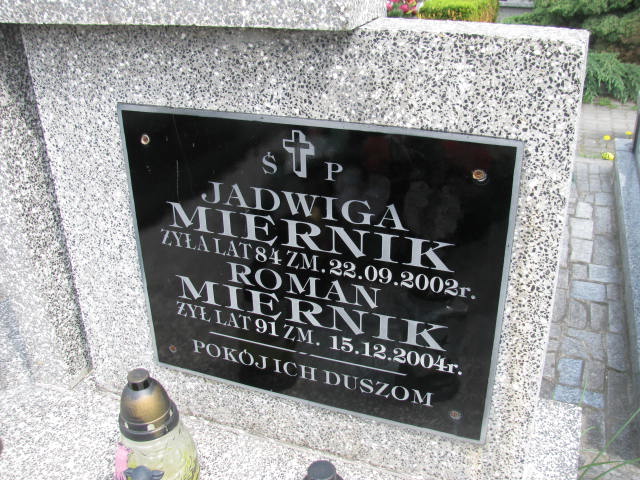 Ś P
JADWIGA
MIERNIK
ŻYŁA LAT 84 ZM. 22.09.2002r.
ROMAN
MIERNIK
ŻYŁ LAT 91 ZM. 15.12.2004r.
POKÓJ ICH DUSZOM